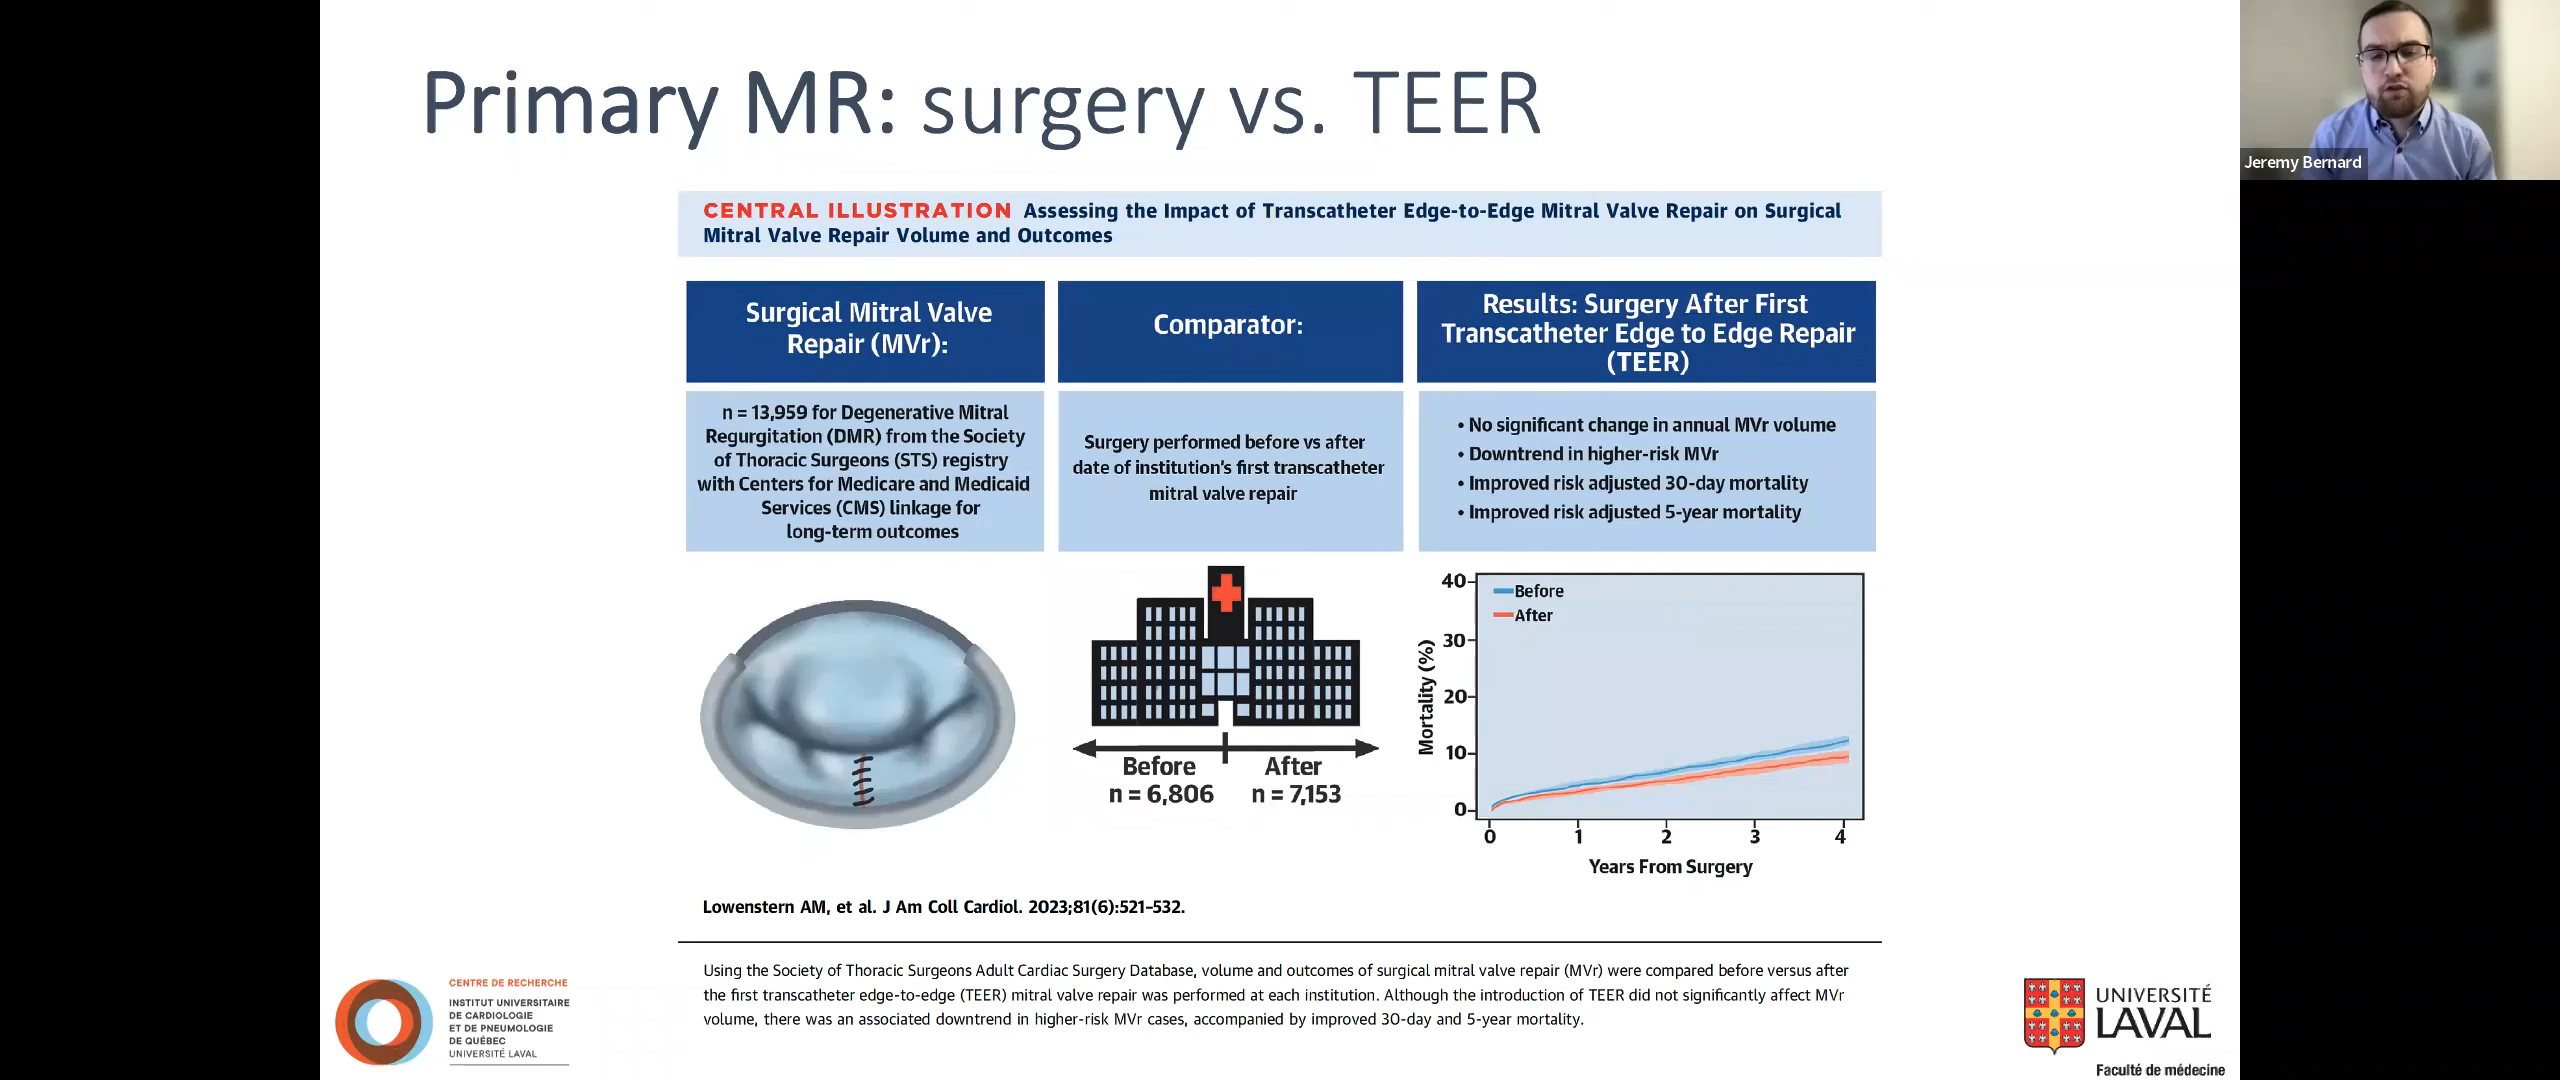 Primary MR: surgery vs. TEER
Jeremy Bernard
CENTRAL ILLUSTRATION Assessing the Impact of Transcatheter Edge-to-Edge Mitral Valve Repair on Surgical
Mitral Valve Repair Volume and Outcomes
Surgical Mitral Valve
Repair (MVr):
n = 13,959 for Degenerative Mitral
Regurgitation (DMR) from the Society
of Thoracic Surgeons (STS) registry
with Centers for Medicare and Medicaid
Services (CMS) linkage for
long-term outcomes
Comparator:
Surgery performed before vs after
date of institution's first transcatheter
mitral valve repair
Before
n = 6,806
After
n = 7,153
Results: Surgery After First
Transcatheter Edge to Edge Repair
(TEER)
• No significant change in annual MVr volume
• Downtrend in higher-risk MVr
• Improved risk adjusted 30-day mortality
• Improved risk adjusted 5-year mortality
Mortality (%)
40
30
20
10
0
Before
After
0 1 2 3 4
Years From Surgery
Lowenstern AM, et al. J Am Coll Cardiol. 2023;81(6):521–532.
Using the Society of Thoracic Surgeons Adult Cardiac Surgery Database, volume and outcomes of surgical mitral valve repair (MVr) were compared before versus after
the first transcatheter edge-to-edge (TEER) mitral valve repair was performed at each institution. Although the introduction of TEER did not significantly affect MVr
volume, there was an associated downtrend in higher-risk MVr cases, accompanied by improved 30-day and 5-year mortality.
CENTRE DE RECHERCHE
INSTITUT UNIVERSITAIRE
DE CARDIOLOGIE
ET DE PNEUMOLOGIE
DE QUÉBEC
UNIVERSITÉ LAVAL
UNIVERSITÉ
LAVAL
Faculté de médecine